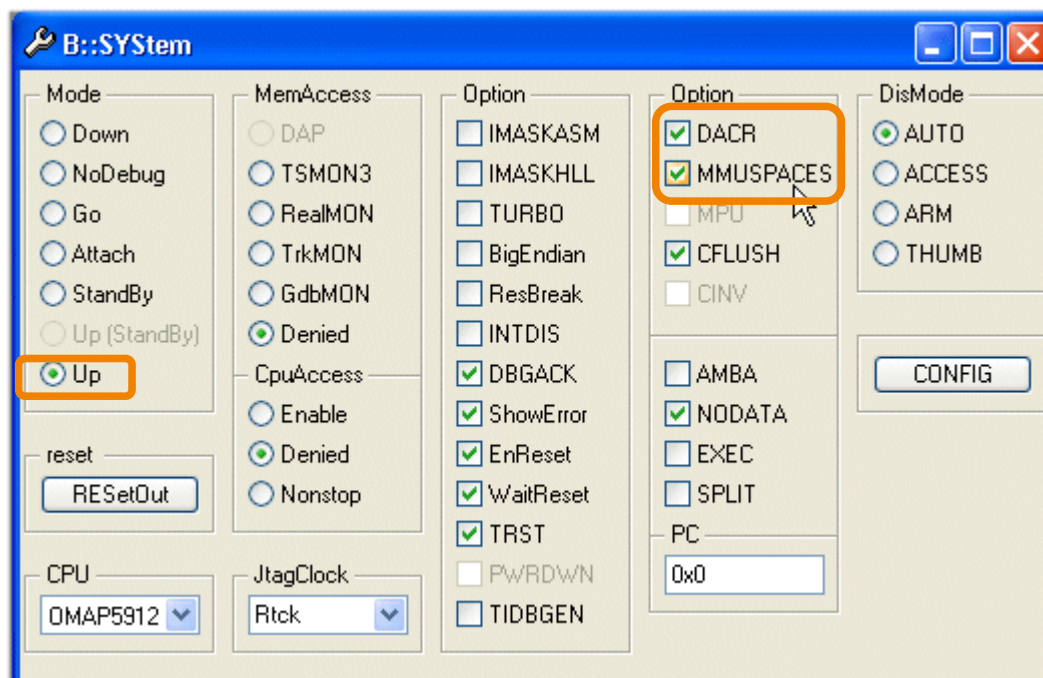 B::SYStem
Mode
Down
NoDebug
Go
Attach
StandBy
Up (StandBy)
Up
reset
RESetOut
CPU
OMAP5912
MemAccess
DAP
TSMON3
RealMON
TrkMON
GdbMON
Denied
CpuAccess
Enable
Denied
Nonstop
JtagClock
Rtck
Option
IMASKASM
IMASKHLL
TURBO
BigEndian
ResBreak
INTDIS
DBGACK
ShowError
EnReset
WaitReset
TRST
PWRDWN
TIDBGEN
Option
DACR
MMUSPACES
MPU
CFLUSH
CINV
AMBA
NODATA
EXEC
SPLIT
PC
0x0
DisMode
AUTO
ACCESS
ARM
THUMB
CONFIG